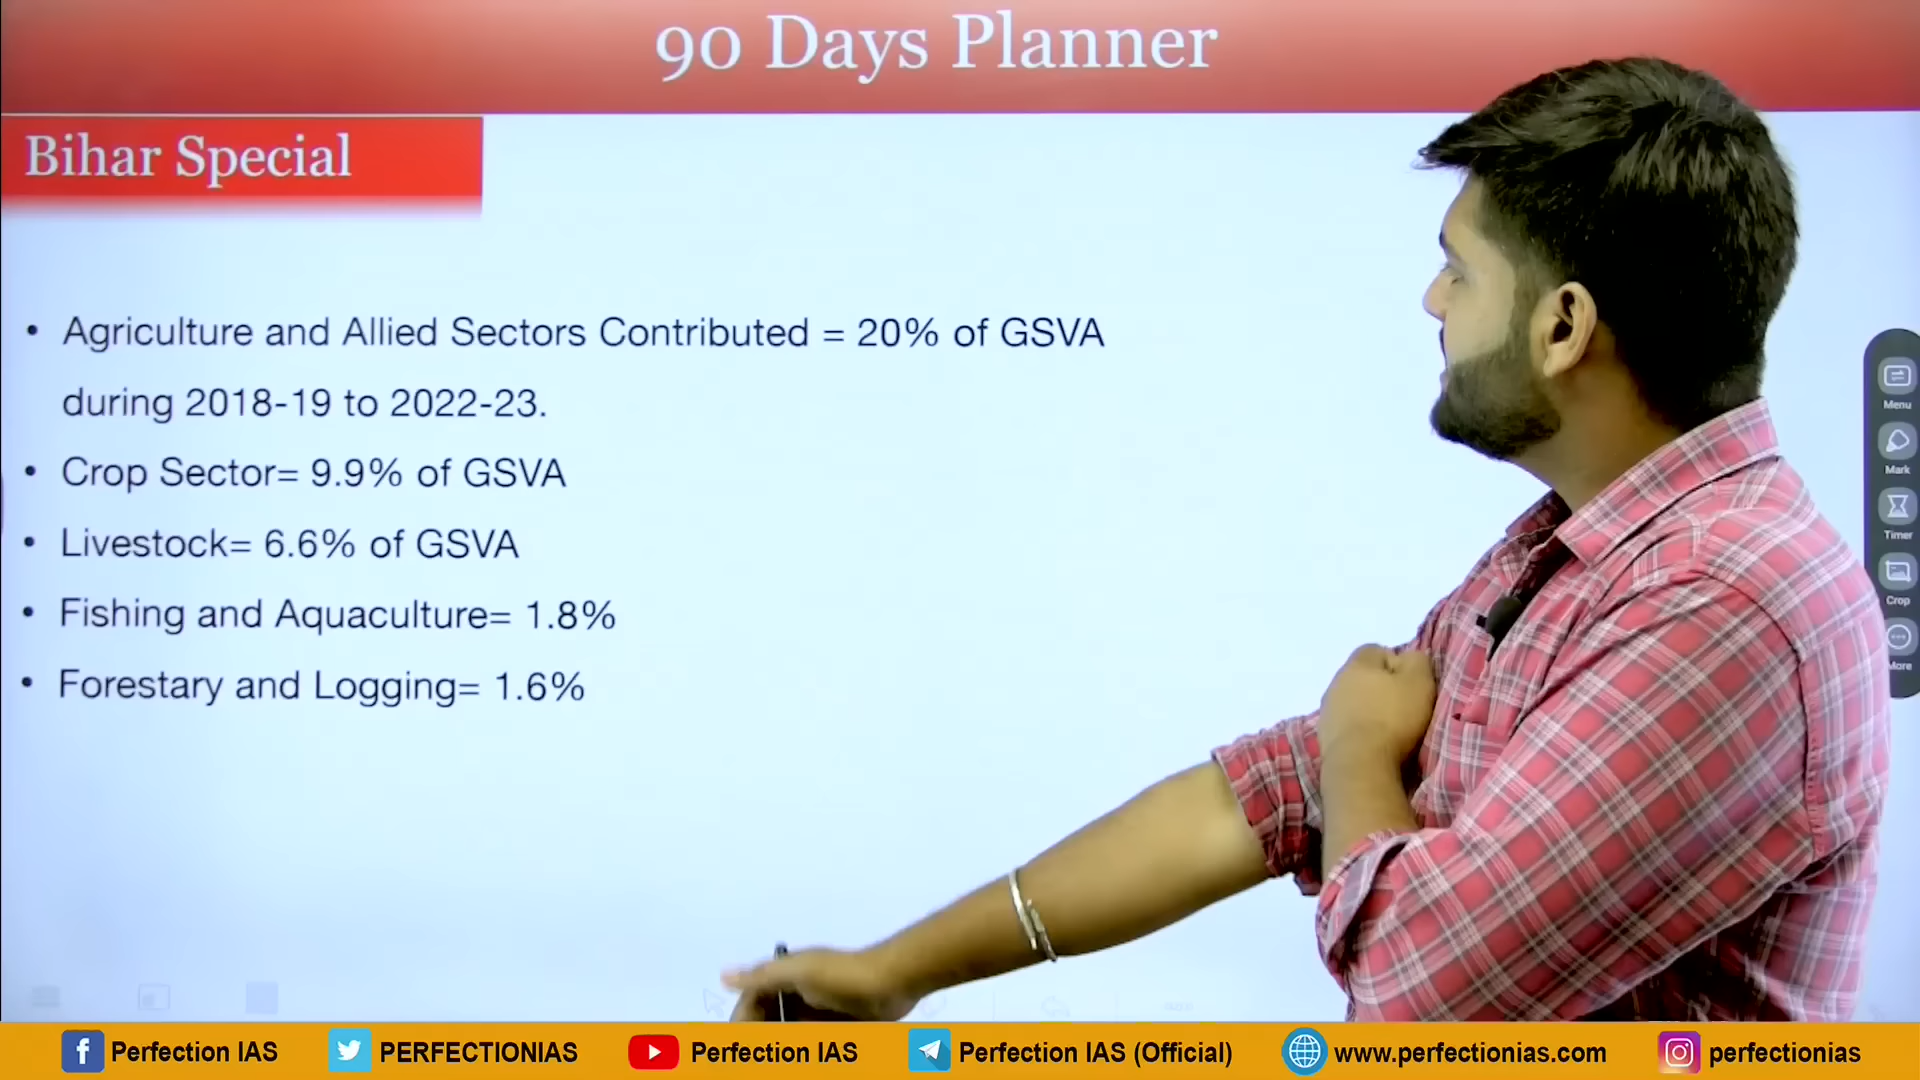 90 Days Planner
Bihar Special
• Agriculture and Allied Sectors Contributed = 20% of GSVA
during 2018-19 to 2022-23.
• Crop Sector= 9.9% of GSVA
• Livestock= 6.6% of GSVA
• Fishing and Aquaculture= 1.8%
• Forestary and Logging= 1.6%
Menu
Mark
Timer
Crop
More
Perfection IAS
PERFECTIONIAS
Perfection IAS
Perfection IAS (Official)
www.perfectionias.com
perfectionias